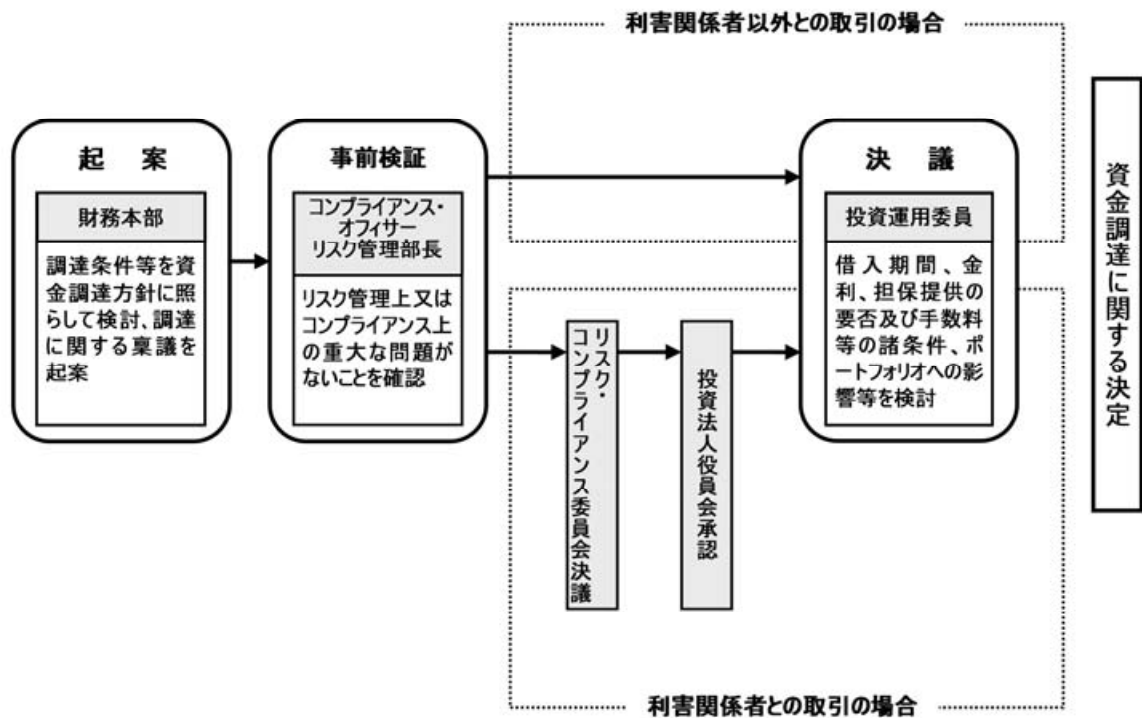 利害関係者以外との取引の場合
起 案
財務本部
調達条件等を資
金調達方針に照
らして検討、調達
に関する稟議を
起案
事前検証
コンプライアンス・
オフィサー
リスク管理部長
リスク管理上又は
コンプライアンス上
の重大な問題が
ないことを確認
リスク・
コンプライアンス委員会決議
投資法人役員会承認
決 議
投資運用委員
借入期間、金
利、担保提供の
要否及び手数料
等の諸条件、ポ
ートフォリオへの影
響等を検討
資金調達に関する決定
利害関係者との取引の場合